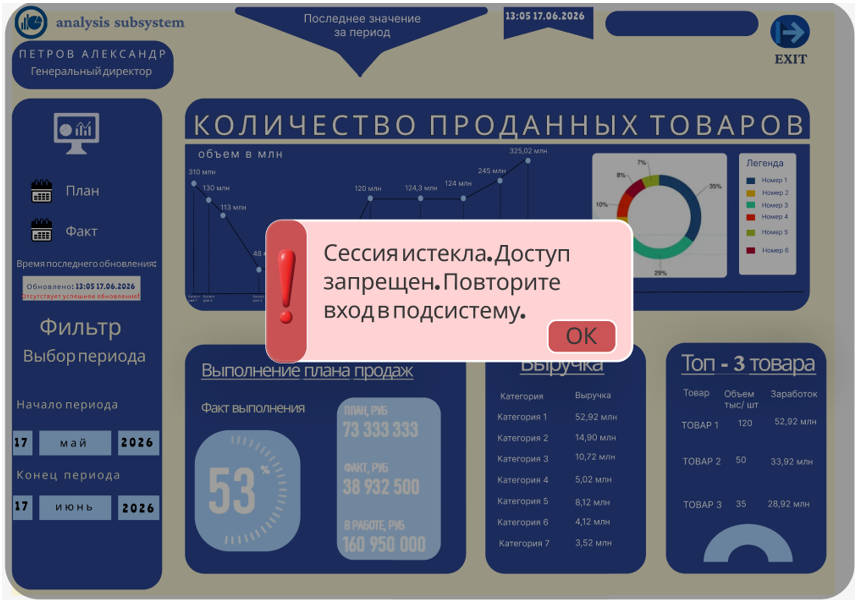 analysis subsystem
Последнее значение
за период
13:05 17.06.2026
EXIT
ПЕТРОВ АЛЕКСАНДР
Генеральный директор
План
Факт
Время последнего обновления:
Обновлено: 13:05 17.06.2026
Отсутствует успешное обновление!
Фильтр
Выбор периода
Начало периода
17 май 2026
Конец периода
17 июнь 2026
КОЛИЧЕСТВО ПРОДАННЫХ ТОВАРОВ
объем в млн
310 млн
130 млн
113 млн
48
120 млн
124,3 млн
124 млн
245 млн
325,02 млн
7%
8%
10%
35%
29%
Легенда
Номер 1
Номер 2
Номер 3
Номер 4
Номер 5
Номер 6
Сессия истекла. Доступ
запрещен. Повторите
вход в подсистему.
ОК
Выполнение плана продаж
Факт выполнения
53 %
ПЛАН, РУБ
73 333 333
ФАКТ, РУБ
38 932 500
В РАБОТЕ, РУБ
160 950 000
Выручка
Категория Выручка
Категория 1 52,92 млн
Категория 2 14,90 млн
Категория 3 10,72 млн
Категория 4 5,02 млн
Категория 5 8,12 млн
Категория 6 4,12 млн
Категория 7 3,52 млн
Топ - 3 товара
Товар Объем Заработок
тыс/ шт
ТОВАР 1 120 52,92 млн
ТОВАР 2 50 33,92 млн
ТОВАР 3 35 28,92 млн